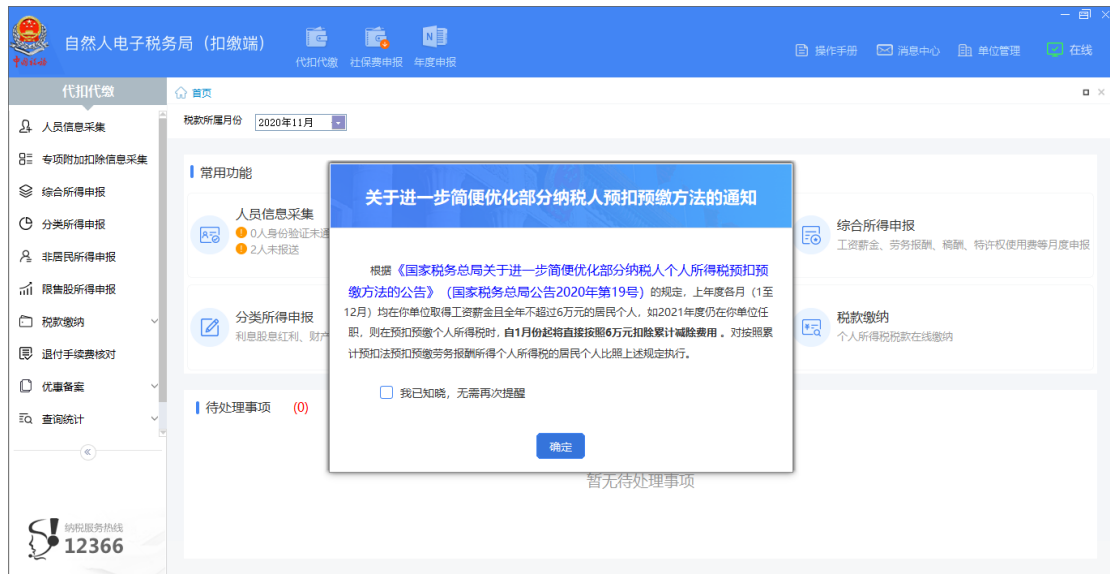 自然人电子税务局（扣缴端）
代扣代缴
社保费申报
年度申报
操作手册
消息中心
单位管理
在线
代扣代缴
首页
人员信息采集
专项附加扣除信息采集
综合所得申报
分类所得申报
非居民所得申报
限售股所得申报
税款缴纳
退付手续费核对
优惠备案
查询统计
纳税服务热线
12366
税款所属月份
2020年11月
常用功能
人员信息采集
0人身份验证未通
2人未报送
综合所得申报
工资薪金、劳务报酬、稿酬、特许权使用费等月度申报
分类所得申报
利息股息红利、财产
税款缴纳
个人所得税税款在线缴纳
待处理事项 (0)
暂无待处理事项
关于进一步简便优化部分纳税人预扣预缴方法的通知
根据《国家税务总局关于进一步简便优化部分纳税人个人所得税预扣预
缴方法的公告》（国家税务总局公告2020年第19号）的规定，上年度各月（1至
12月）均在你单位取得工资薪金且全年不超过6万元的居民个人，如2021年度仍在你单位任
职，则在预扣预缴个人所得税时，自1月份起将直接按照6万元扣除累计减除费用 。对按照累
计预扣法预扣预缴劳务报酬所得个人所得税的居民个人比照上述规定执行。
我已知晓，无需再次提醒
确定